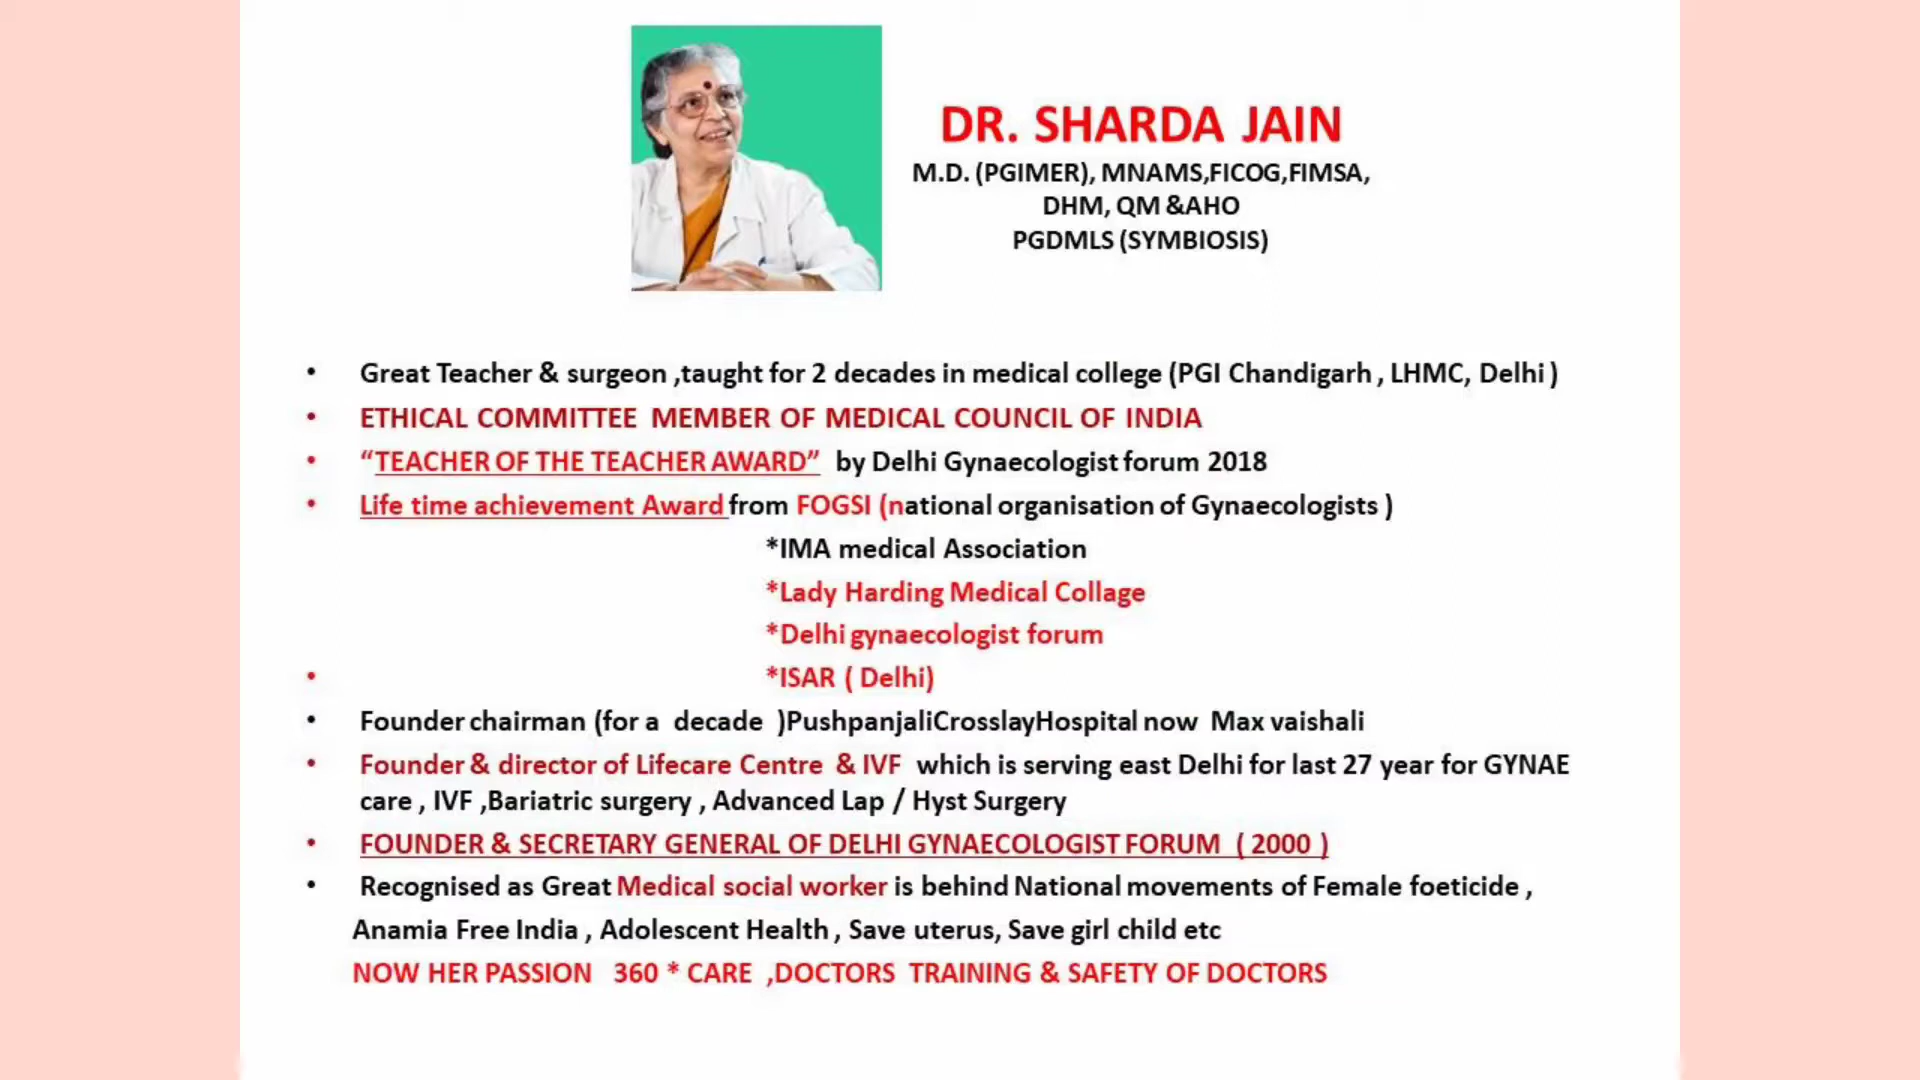 DR. SHARDA JAIN
M.D. (PGIMER), MNAMS,FICOG,FIMSA,
DHM, QM &AHO
PGDMLS (SYMBIOSIS)
• Great Teacher & surgeon ,taught for 2 decades in medical college (PGI Chandigarh , LHMC, Delhi )
• ETHICAL COMMITTEE MEMBER OF MEDICAL COUNCIL OF INDIA
• “TEACHER OF THE TEACHER AWARD” by Delhi Gynaecologist forum 2018
• Life time achievement Award from FOGSI (national organisation of Gynaecologists )
*IMA medical Association
*Lady Harding Medical Collage
*Delhi gynaecologist forum
• *ISAR ( Delhi)
• Founder chairman (for a decade )PushpanjaliCrosslayHospital now Max vaishali
• Founder & director of Lifecare Centre & IVF which is serving east Delhi for last 27 year for GYNAE
care , IVF ,Bariatric surgery , Advanced Lap / Hyst Surgery
• FOUNDER & SECRETARY GENERAL OF DELHI GYNAECOLOGIST FORUM ( 2000 )
• Recognised as Great Medical social worker is behind National movements of Female foeticide ,
Anamia Free India , Adolescent Health , Save uterus, Save girl child etc
NOW HER PASSION 360 * CARE ,DOCTORS TRAINING & SAFETY OF DOCTORS